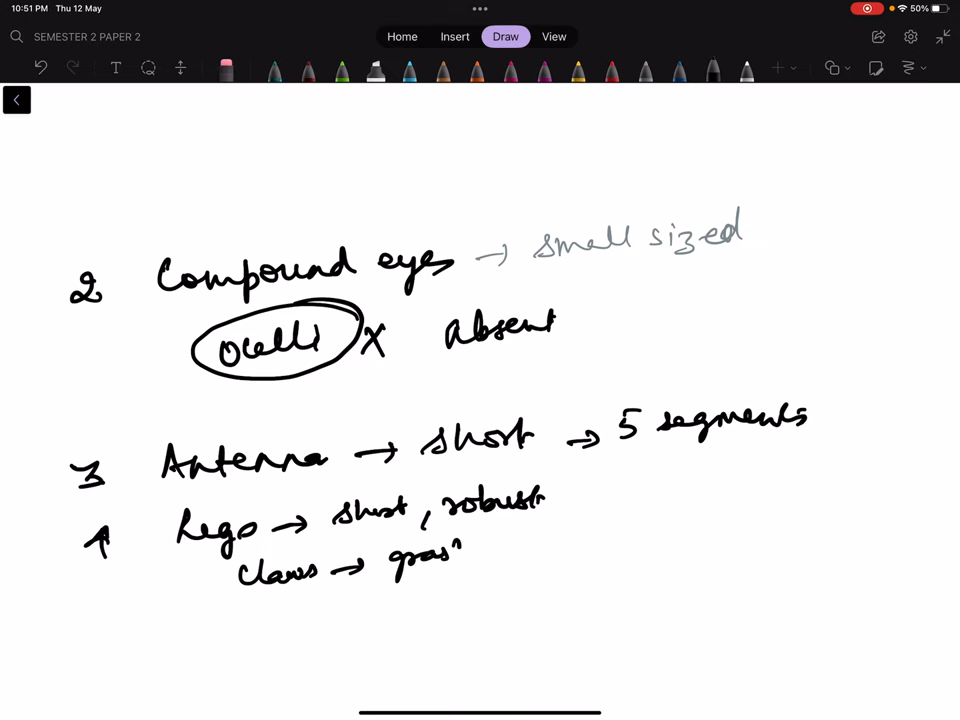 10:51 PM Thu 12 May
50%
SEMESTER 2 PAPER 2
Home Insert Draw View
2 Compound eyes → small sized
Ocelli X absent
3 Antenna → short → 5 segments
4 Legs → short, robust
Claws → gras